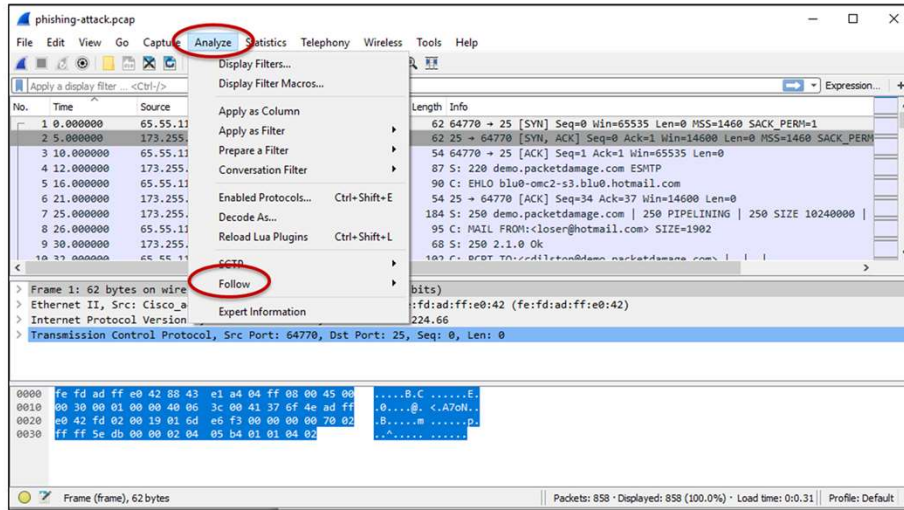 phishing-attack.pcap
File Edit View Go Capture Analyze Statistics Telephony Wireless Tools Help
Apply a display filter ... <Ctrl-/> Expression... +
Display Filters...
Display Filter Macros...
Apply as Column
Apply as Filter
Prepare a Filter
Conversation Filter
Enabled Protocols... Ctrl+Shift+E
Decode As...
Reload Lua Plugins Ctrl+Shift+L
SCTP
Follow
Expert Information
No. Time Source Length Info
1 0.000000 65.55.11 62 64770 → 25 [SYN] Seq=0 Win=65535 Len=0 MSS=1460 SACK_PERM=1
2 5.000000 173.255. 62 25 → 64770 [SYN, ACK] Seq=0 Ack=1 Win=14600 Len=0 MSS=1460 SACK_PERM
3 10.000000 65.55.11 54 64770 → 25 [ACK] Seq=1 Ack=1 Win=65535 Len=0
4 12.000000 173.255. 87 S: 220 demo.packetdamage.com ESMTP
5 16.000000 65.55.11 90 C: EHLO blu0-omc2-s3.blu0.hotmail.com
6 21.000000 173.255. 54 25 → 64770 [ACK] Seq=34 Ack=37 Win=14600 Len=0
7 25.000000 173.255. 184 S: 250 demo.packetdamage.com | 250 PIPELINING | 250 SIZE 10240000 |
8 26.000000 65.55.11 95 C: MAIL FROM:<loser@hotmail.com> SIZE=1902
9 30.000000 173.255. 68 S: 250 2.1.0 Ok
10 32.000000 65.55.11 102 C: RCPT TO:<cdilston@demo.packetdamage.com> | | |
Frame 1: 62 bytes on wire bits)
Ethernet II, Src: Cisco_a :fd:ad:ff:e0:42 (fe:fd:ad:ff:e0:42)
Internet Protocol Version 224.66
Transmission Control Protocol, Src Port: 64770, Dst Port: 25, Seq: 0, Len: 0
0000 fe fd ad ff e0 42 88 43 e1 a4 04 ff 08 00 45 00 .....B.C ......E.
0010 00 30 00 01 00 00 40 06 3c 00 41 37 6f 4e ad ff .0....@. <.A7oN..
0020 e0 42 fd 02 00 19 01 6d e6 f3 00 00 00 00 70 02 .B.....m ......p.
0030 ff ff 5e db 00 00 02 04 05 b4 01 01 04 02 ..^..... ......
Frame (frame), 62 bytes Packets: 858 · Displayed: 858 (100.0%) · Load time: 0:0.31 Profile: Default